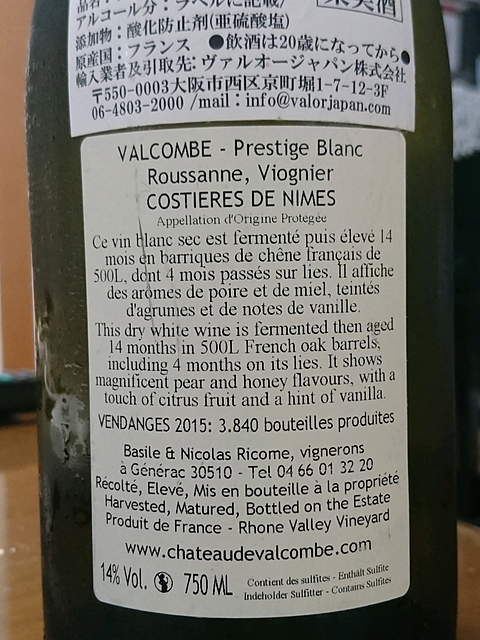 アルコール分：ラベルに記載/
添加物：酸化防止剤(亜硫酸塩)
原産国：フランス ●飲酒は20歳になってから●
輸入業者及引取先：ヴァルオージャパン株式会社
〒550-0003大阪市西区京町堀1-7-12-3F
06-4803-2000 /mail：info@valorjapan.com
VALCOMBE - Prestige Blanc
Roussanne, Viognier
COSTIERES DE NIMES
Appellation d'Origine Protegée
Ce vin blanc sec est fermenté puis élevé 14
mois en barriques de chêne français de
500L, dont 4 mois passés sur lies. Il affiche
des arômes de poire et de miel, teintés
d'agrumes et de notes de vanille.
This dry white wine is fermented then aged
14 months in 500L French oak barrels,
including 4 months on its lies. It shows
magnificent pear and honey flavours, with a
touch of citrus fruit and a hint of vanilla.
VENDANGES 2015: 3.840 bouteilles produites
Basile & Nicolas Ricome, vignerons
à Générac 30510 - Tel 04 66 01 32 20
Récolté, Elevé, Mis en bouteille à la propriété
Harvested, Matured, Bottled on the Estate
Produit de France - Rhone Valley Vineyard
www.chateaudevalcombe.com
14% Vol. 750 ML Contient des sulfites - Enthält Sulfite
Indeholder Sulfitter - Contains Sulfites